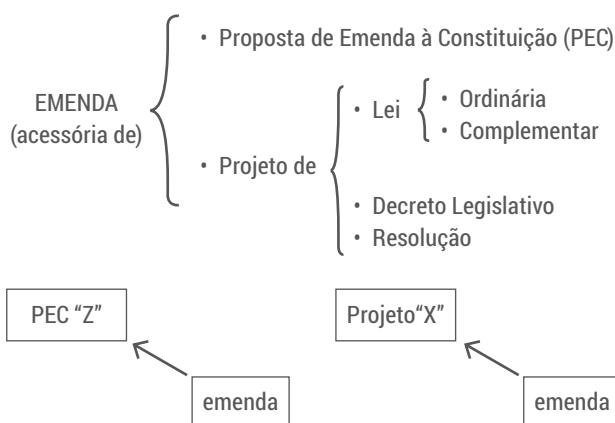 • Proposta de Emenda à Constituição (PEC)
EMENDA
(acessória de)
• Projeto de
• Lei
• Ordinária
• Complementar
• Decreto Legislativo
• Resolução
PEC “Z”
Projeto“X”
emenda
emenda